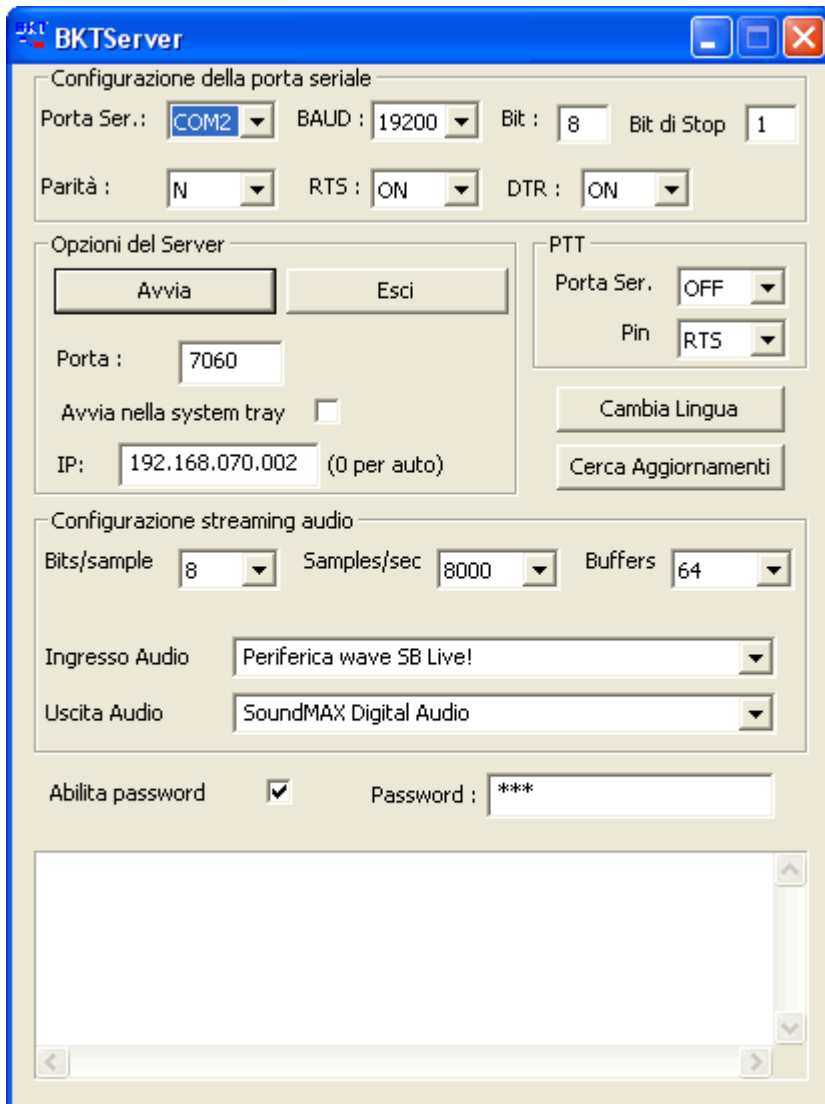 BKT BKTServer
Configurazione della porta seriale
Porta Ser.: COM2 BAUD : 19200 Bit : 8 Bit di Stop 1
Parità : N RTS : ON DTR : ON
Opzioni del Server
Avvia Esci
Porta : 7060
Avvia nella system tray
IP: 192.168.070.002 (0 per auto)
PTT
Porta Ser. OFF
Pin RTS
Cambia Lingua
Cerca Aggiornamenti
Configurazione streaming audio
Bits/sample 8 Samples/sec 8000 Buffers 64
Ingresso Audio Periferica wave SB Live!
Uscita Audio SoundMAX Digital Audio
Abilita password Password : ***